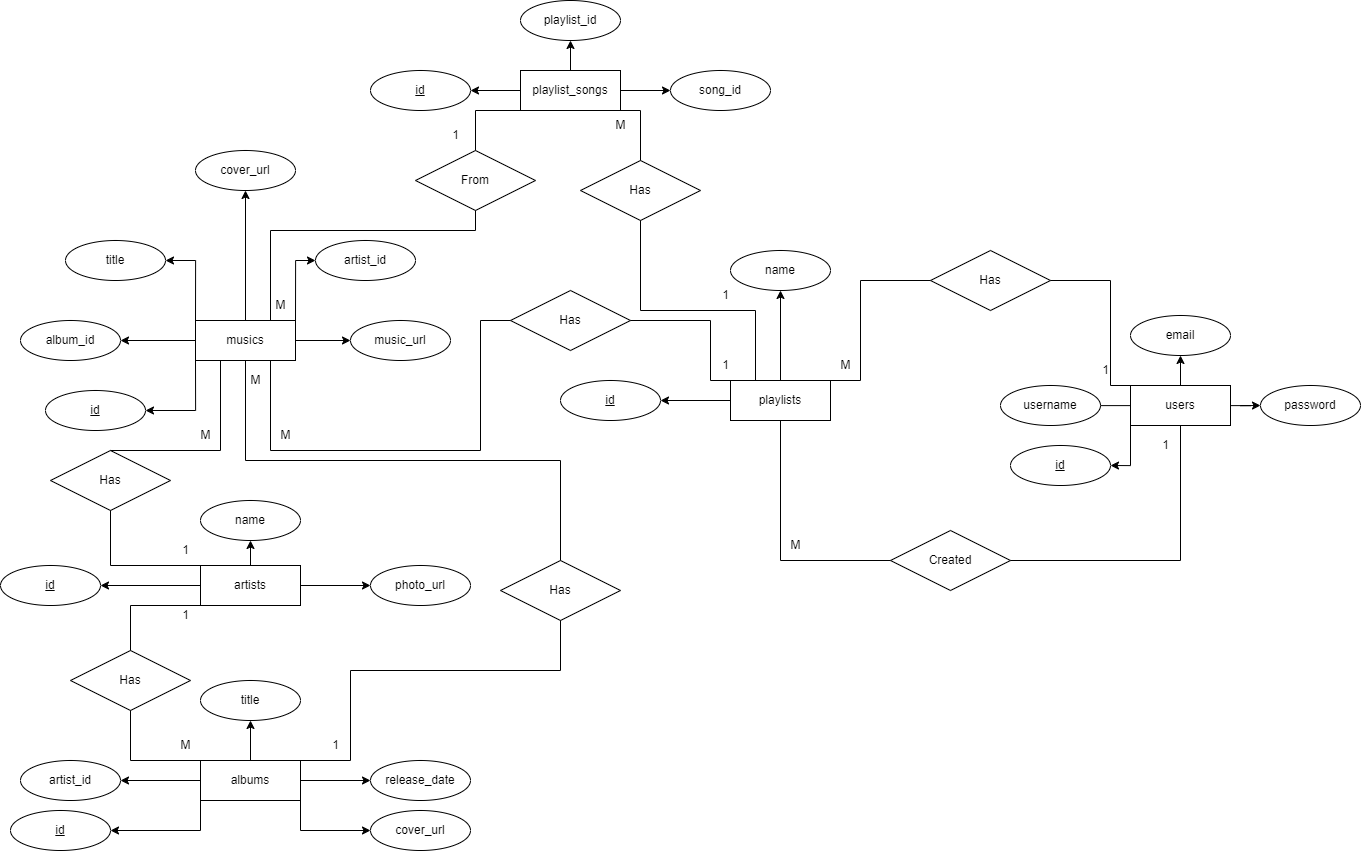 playlist_id
id
playlist_songs
song_id
1
M
cover_url
From
Has
title
artist_id
name
Has
M
1
album_id
musics
music_url
Has
email
M
1
M
1
id
id
playlists
username
users
password
M
M
1
id
Has
name
1
M
Created
id
artists
photo_url
Has
1
Has
title
M
1
artist_id
albums
release_date
id
cover_url